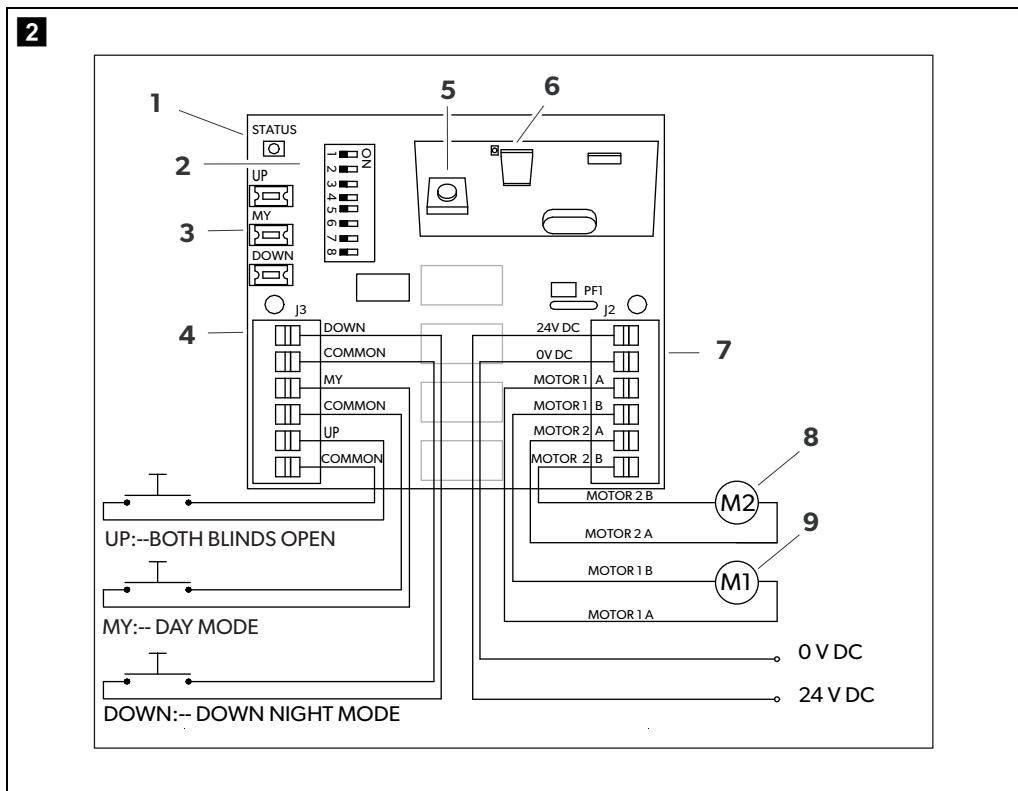 2
1
STATUS
2
UP
3
MY
DOWN
4
5
6
ON
1
2
3
4
5
6
7
8
PF1
J3
J2
DOWN
COMMON
MY
COMMON
UP
COMMON
24V DC
0V DC
MOTOR 1 A
MOTOR 1 B
MOTOR 2 A
MOTOR 2 B
7
8
MOTOR 2 B
M2
MOTOR 2 A
9
MOTOR 1 B
M1
MOTOR 1 A
UP:--BOTH BLINDS OPEN
MY:-- DAY MODE
DOWN:-- DOWN NIGHT MODE
0 V DC
24 V DC